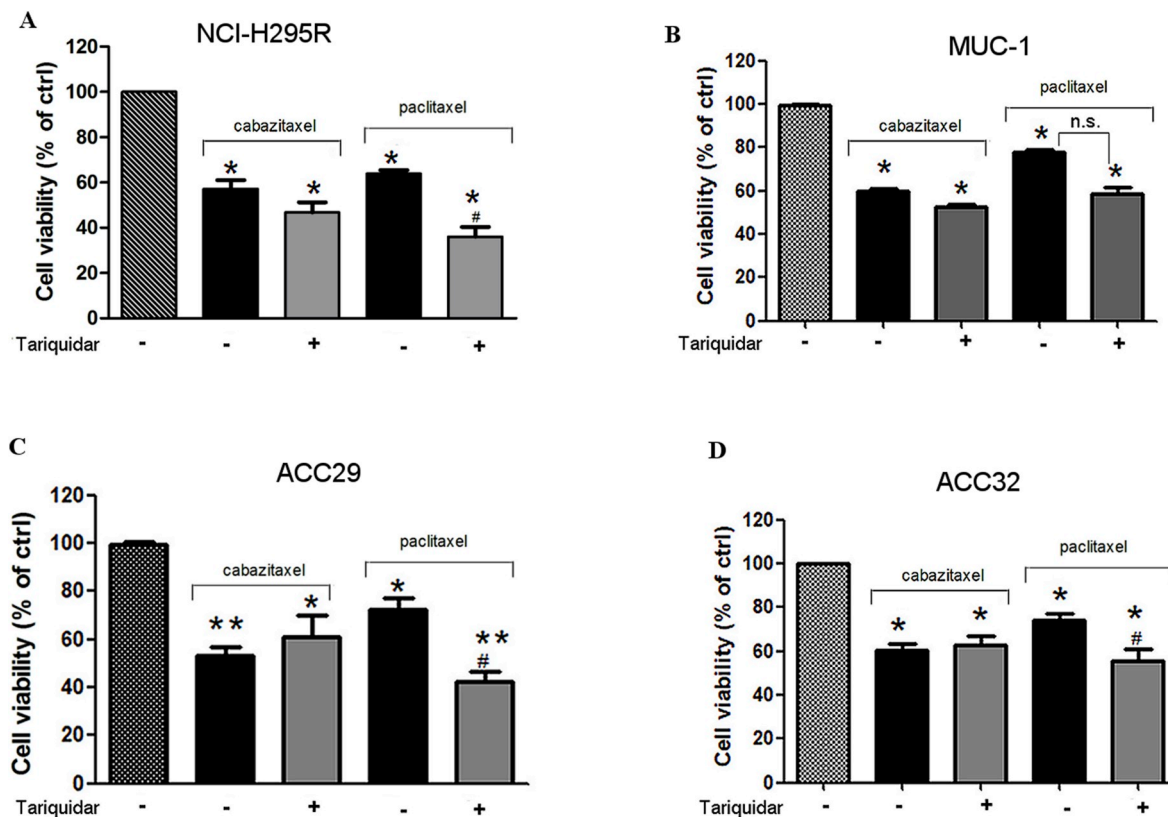 A
NCI-H295R
Cell viability (% of ctrl)
120
100
80
60
40
20
0
cabazitaxel
paclitaxel
*
*
*
*
#
Tariquidar - - + - +
B
MUC-1
Cell viability (% of ctrl)
120
100
80
60
40
20
0
cabazitaxel
paclitaxel
n.s.
*
*
*
*
Tariquidar - - + - +
C
ACC29
Cell viability (% of ctrl)
120
100
80
60
40
20
0
cabazitaxel
paclitaxel
**
*
*
**
#
Tariquidar - - + - +
D
ACC32
Cell viability (% of ctrl)
120
100
80
60
40
20
0
cabazitaxel
paclitaxel
*
*
*
*
#
Tariquidar - - + - +